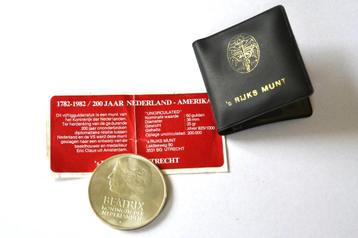 's RIJKS MUNT
1782-1982 / 200 JAAR NEDERLAND - AMERIKA
Dit vijftigguldenstuk is een munt van
het Koninkrijk der Nederlanden.
Ter herdenking van de gedurende
200 jaar ononderbroken
diplomatieke relatie tussen
Nederland en de VS werd deze munt
geslagen naar een ontwerp van de
beeldhouwer en medailleur
Eric Claus uit Amsterdam.
"UNCIRCULATED"
Nominale waarde : 50 gulden
Diameter : 38 mm
Gewicht : 25 gr
Gehalte : zilver 925/1000
Oplage uncirculated: 200.000
's RIJKS MUNT
Leidseweg 90
3531 BG UTRECHT
UTRECHT
BEATRIX
KONINGIN DER
NEDERLANDEN